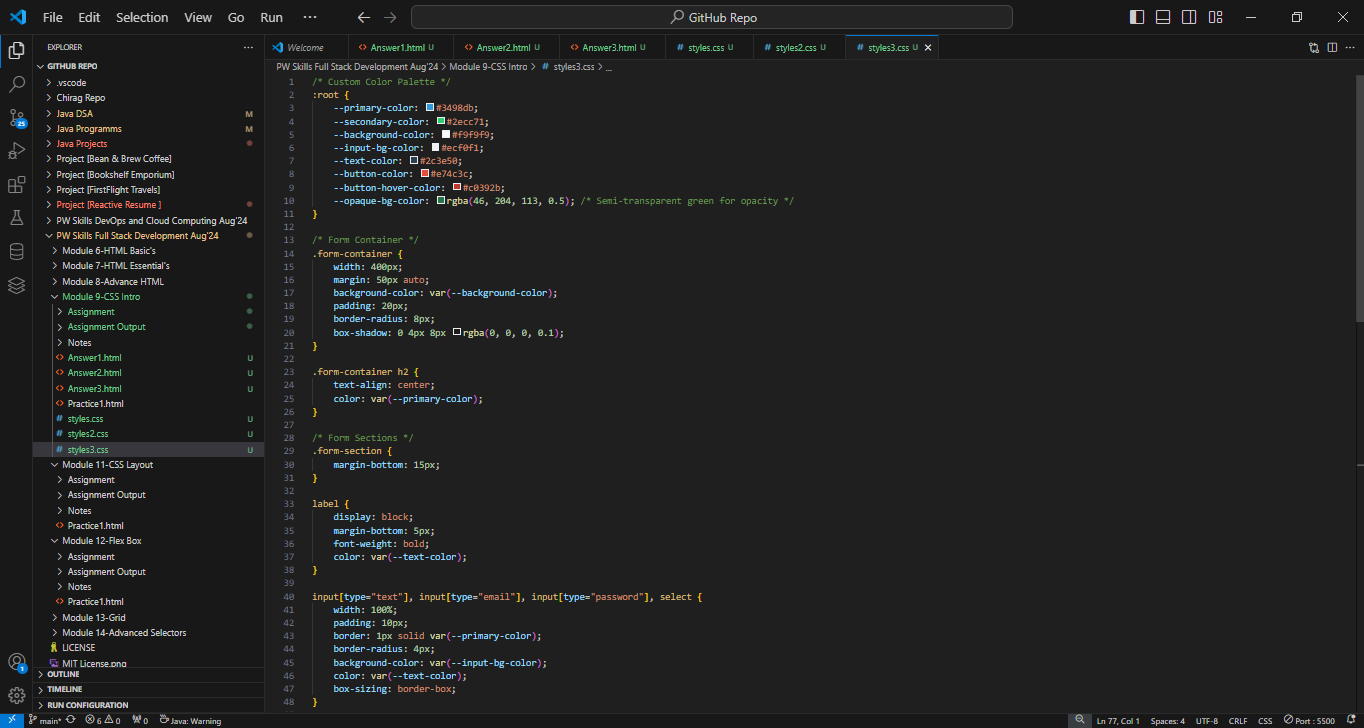 File Edit Selection View Go Run ... GitHub Repo
EXPLORER ...
GITHUB REPO
.vscode
Chirag Repo
Java DSA M
Java Programms M
Java Projects
Project [Bean & Brew Coffee]
Project [Bookshelf Emporium]
Project [FirstFlight Travels]
Project [Reactive Resume ]
PW Skills DevOps and Cloud Computing Aug'24
PW Skills Full Stack Development Aug'24
Module 6-HTML Basic's
Module 7-HTML Essential's
Module 8-Advance HTML
Module 9-CSS Intro
Assignment
Assignment Output
Notes
Answer1.html U
Answer2.html U
Answer3.html U
Practice1.html
styles.css U
styles2.css U
styles3.css U
Module 11-CSS Layout
Assignment
Assignment Output
Notes
Practice1.html
Module 12-Flex Box
Assignment
Assignment Output
Notes
Practice1.html
Module 13-Grid
Module 14-Advanced Selectors
LICENSE
MIT License.png
OUTLINE
TIMELINE
RUN CONFIGURATION
25
1
Welcome Answer1.html U Answer2.html U Answer3.html U styles.css U styles2.css U styles3.css U
PW Skills Full Stack Development Aug'24 > Module 9-CSS Intro > # styles3.css > ...
1 /* Custom Color Palette */
2 :root {
3 --primary-color: #3498db;
4 --secondary-color: #2ecc71;
5 --background-color: #f9f9f9;
6 --input-bg-color: #ecf0f1;
7 --text-color: #2c3e50;
8 --button-color: #e74c3c;
9 --button-hover-color: #c0392b;
10 --opaque-bg-color: rgba(46, 204, 113, 0.5); /* Semi-transparent green for opacity */
11 }
12
13 /* Form Container */
14 .form-container {
15 width: 400px;
16 margin: 50px auto;
17 background-color: var(--background-color);
18 padding: 20px;
19 border-radius: 8px;
20 box-shadow: 0 4px 8px rgba(0, 0, 0, 0.1);
21 }
22
23 .form-container h2 {
24 text-align: center;
25 color: var(--primary-color);
26 }
27
28 /* Form Sections */
29 .form-section {
30 margin-bottom: 15px;
31 }
32
33 label {
34 display: block;
35 margin-bottom: 5px;
36 font-weight: bold;
37 color: var(--text-color);
38 }
39
40 input[type="text"], input[type="email"], input[type="password"], select {
41 width: 100%;
42 padding: 10px;
43 border: 1px solid var(--primary-color);
44 border-radius: 4px;
45 background-color: var(--input-bg-color);
46 color: var(--text-color);
47 box-sizing: border-box;
48 }
main* 6 0 0 Java: Warning Ln 77, Col 1 Spaces: 4 UTF-8 CRLF CSS Port : 5500